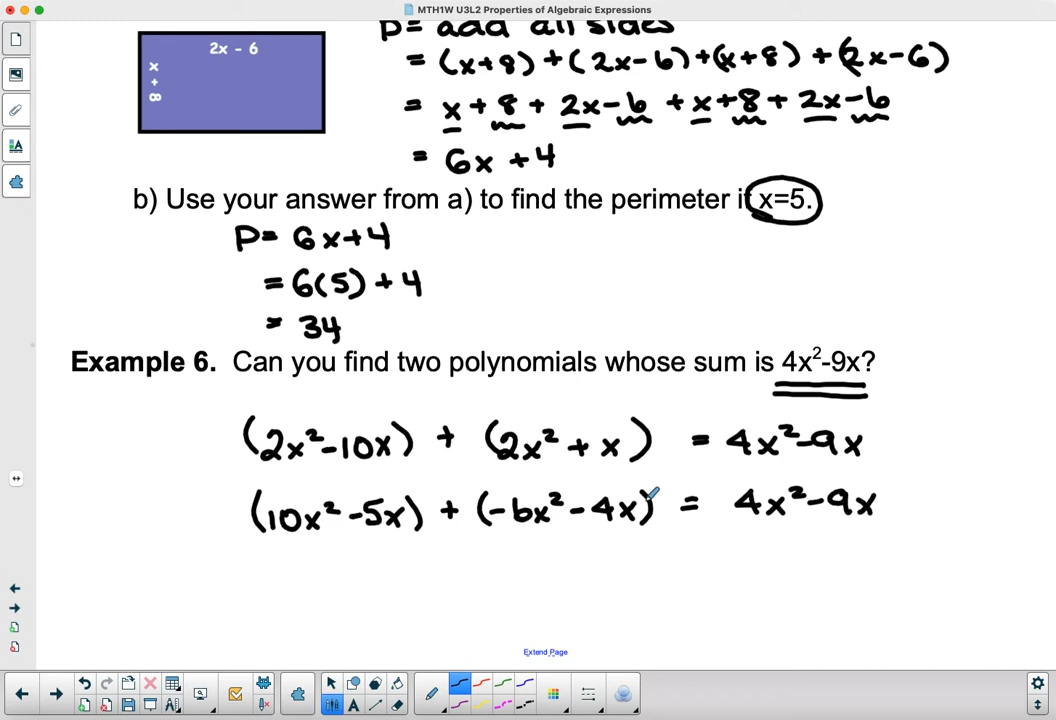 MTH1W U3L2 Properties of Algebraic Expressions
P= add all sides
2x - 6
x
+
8
= (x+8) + (2x-6) + (x+8) + (2x-6)
= x + 8 + 2x - 6 + x + 8 + 2x - 6
= 6x + 4
b) Use your answer from a) to find the perimeter if x=5.
P= 6x+4
= 6(5) + 4
= 34
Example 6. Can you find two polynomials whose sum is 4x²-9x?
(2x²-10x) + (2x² + x) = 4x²-9x
(10x² -5x) + (-6x² - 4x) = 4x²-9x
Extend Page